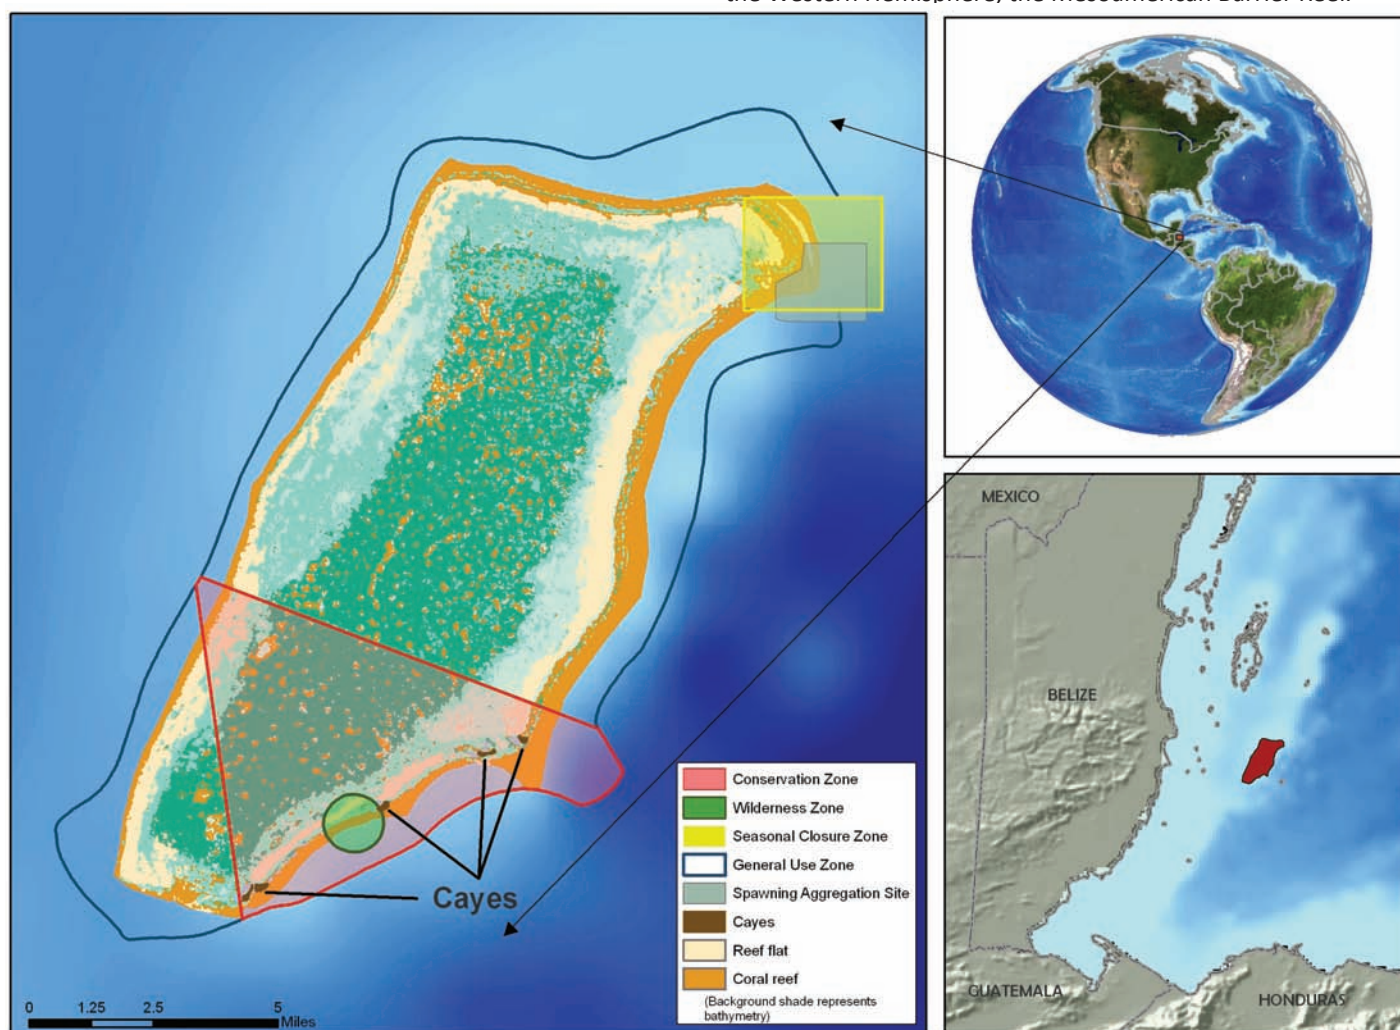 the Western Hemisphere, the Mesoamerican Barrier Reef.
Cayes
Conservation Zone
Wilderness Zone
Seasonal Closure Zone
General Use Zone
Spawning Aggregation Site
Cayes
Reef flat
Coral reef
(Background shade represents
bathymetry)
0 1.25 2.5 5
Miles
MEXICO
BELIZE
GUATEMALA
HONDURAS